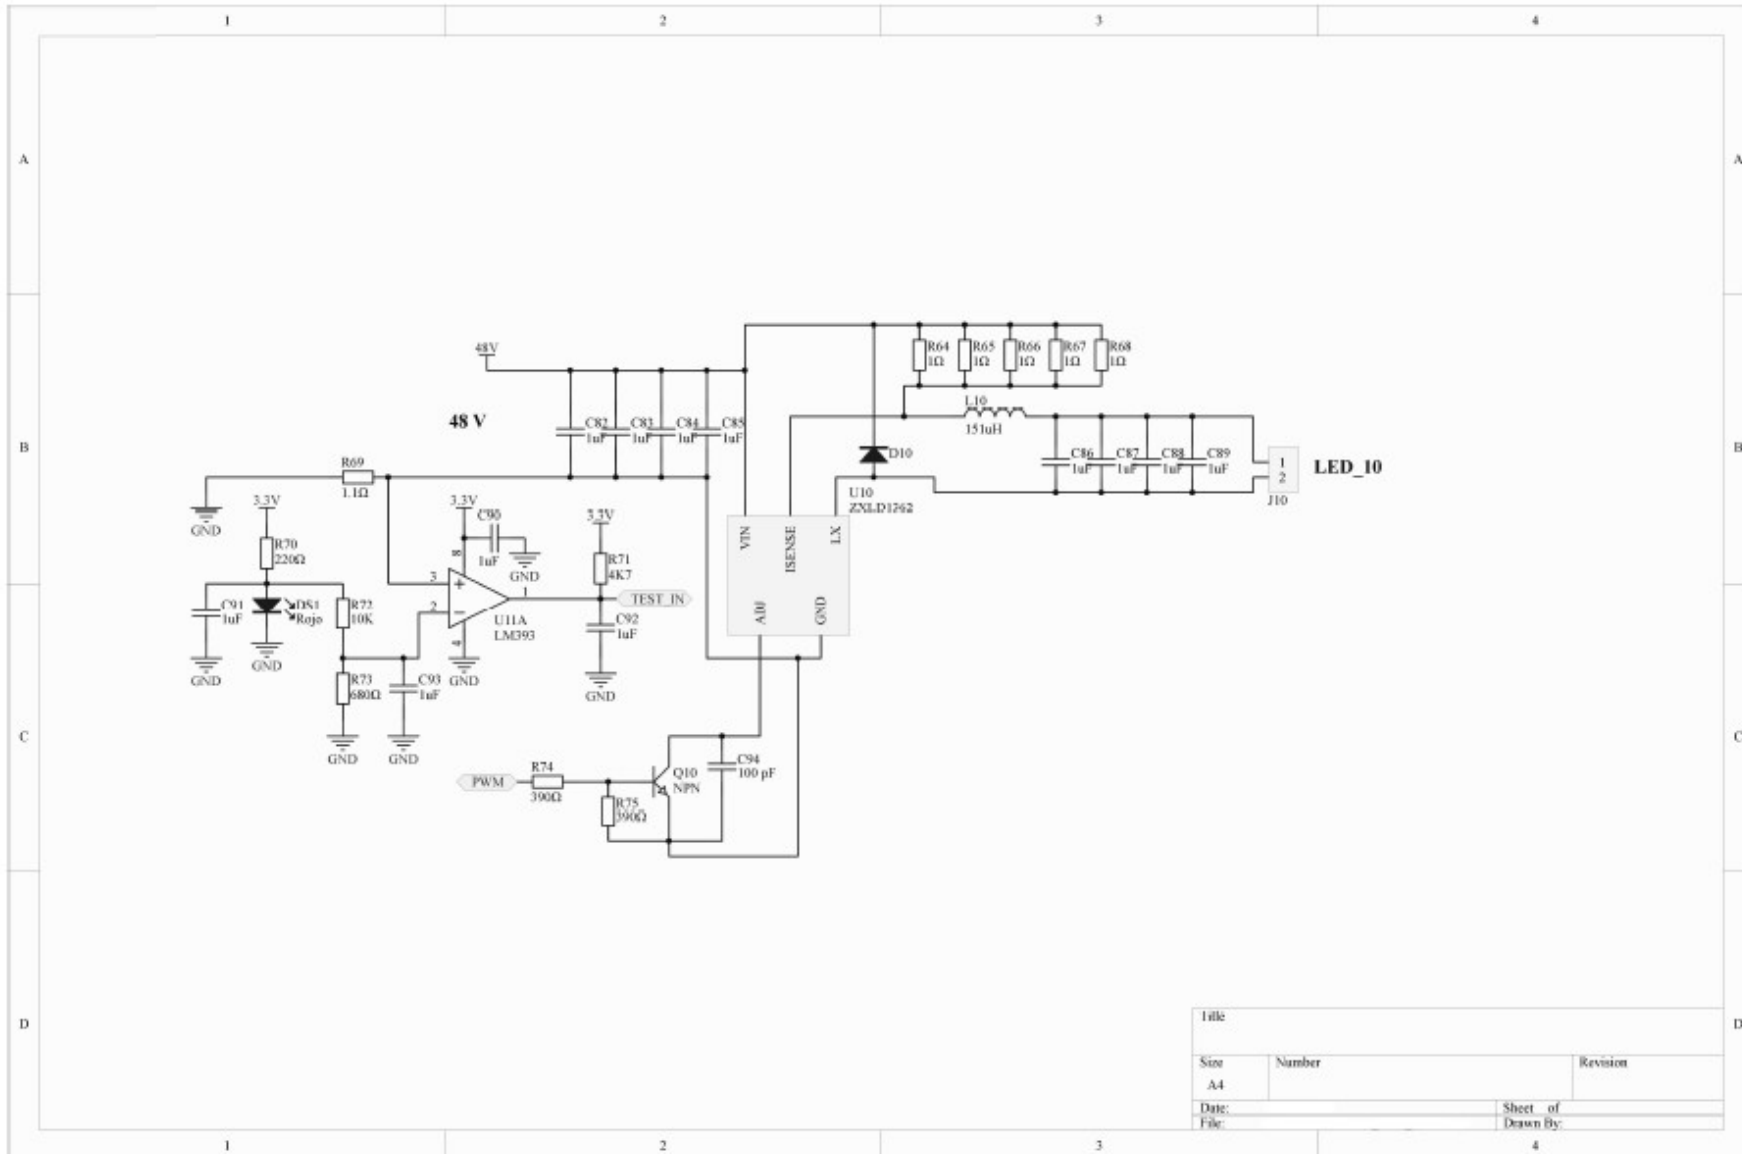 1 2 3 4
A A
48V
R64 R65 R66 R67 R68
1Ω 1Ω 1Ω 1Ω 1Ω
L10
151uH
48 V
C82 C83 C84 C85
1uF 1uF 1uF 1uF
B B
D10
C86 C87 C88 C89
1uF 1uF 1uF 1uF
1
2
LED_10
J10
R69
1.1Ω
GND
3.3V
R70
220Ω
3.3V
C90
1uF
GND
3.3V
R71
4K7
U10
ZXLD1362
VIN
ISENSE
LX
ADJ
GND
8
3
+
2
−
1
4
U11A
LM393
GND
TEST_IN
C92
1uF
GND
C91
1uF
GND
DS1
Rojo
GND
R72
10K
R73
680Ω
GND
C93
1uF
GND
C C
PWM
R74
390Ω
R75
390Ω
Q10
NPN
C94
100 pF
D D
Title
Size Number Revision
A4
Date: Sheet of
File: Drawn By:
1 2 3 4